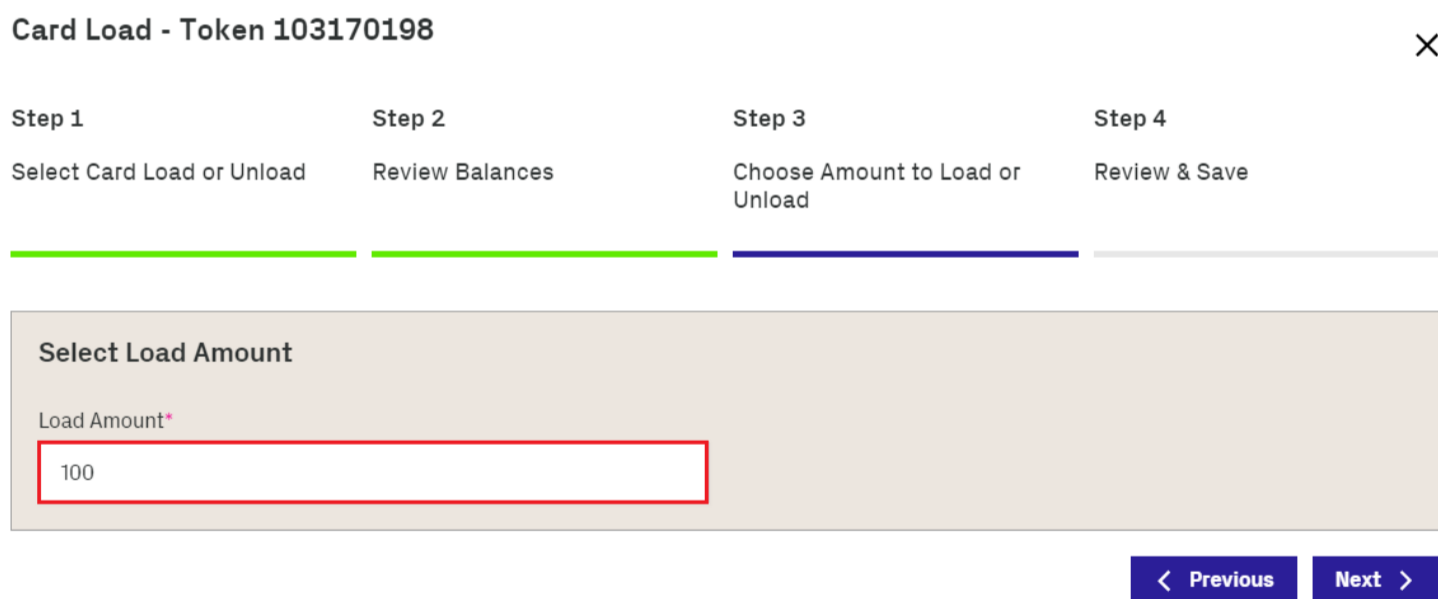 Card Load - Token 103170198
Step 1
Select Card Load or Unload
Step 2
Review Balances
Step 3
Choose Amount to Load or
Unload
Step 4
Review & Save
Select Load Amount
Load Amount*
100
Previous
Next